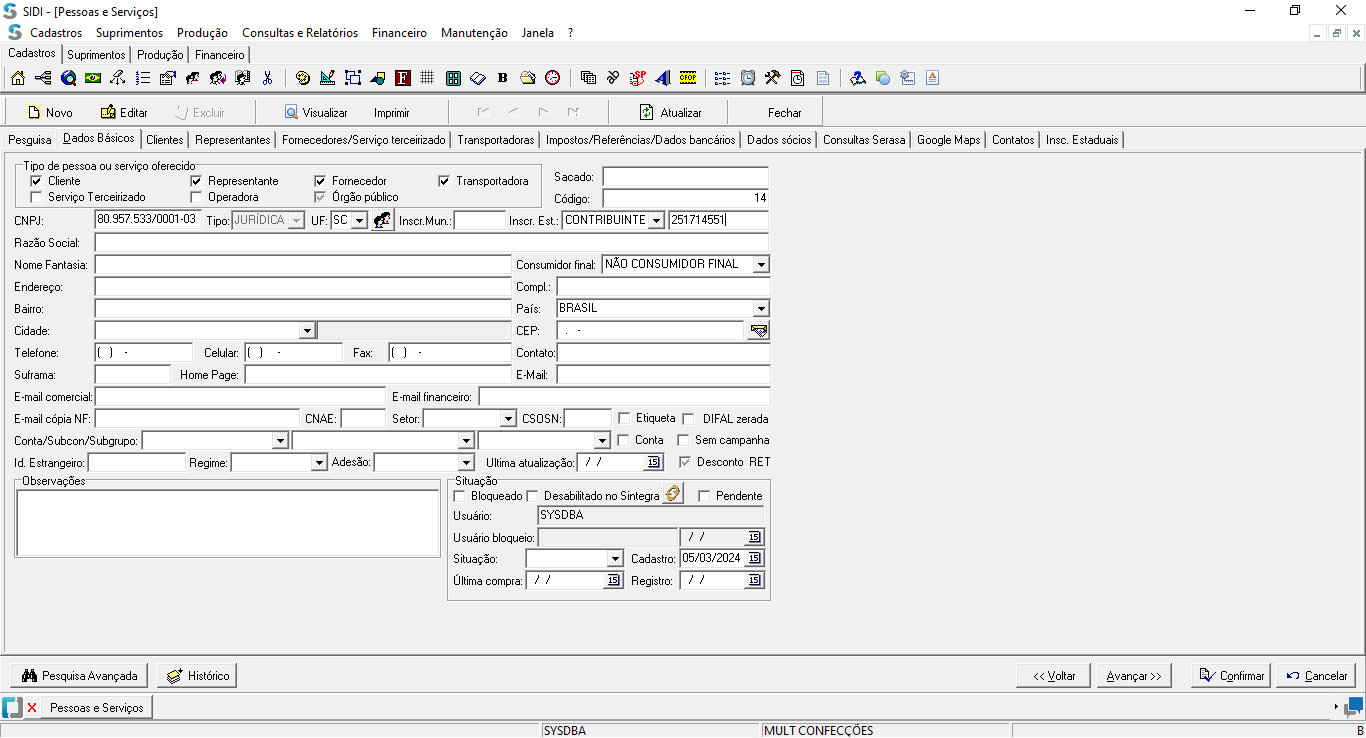 SIDI - [Pessoas e Serviços]
Cadastros Suprimentos Produção Consultas e Relatórios Financeiro Manutenção Janela ?
Cadastros Suprimentos Produção Financeiro
Novo Editar Excluir Visualizar Imprimir Atualizar Fechar
Pesquisa Dados Básicos Clientes Representantes Fornecedores/Serviço terceirizado Transportadoras Impostos/Referências/Dados bancários Dados sócios Consultas Serasa Google Maps Contatos Insc. Estaduais
Tipo de pessoa ou serviço oferecido
Cliente Representante Fornecedor Transportadora
Serviço Terceirizado Operadora Órgão público
Sacado:
Código: 14
CNPJ: 80.957.533/0001-03 Tipo: JURÍDICA UF: SC Inscr.Mun.: Inscr. Est.: CONTRIBUINTE 251714551
Razão Social:
Nome Fantasia: Consumidor final: NÃO CONSUMIDOR FINAL
Endereço: Compl.:
Bairro: País: BRASIL
Cidade: CEP: . -
Telefone: ( ) - Celular: ( ) - Fax: ( ) - Contato:
Suframa: Home Page: E-Mail:
E-mail comercial: E-mail financeiro:
E-mail cópia NF: CNAE: Setor: CSOSN: Etiqueta DIFAL zerada
Conta/Subcon/Subgrupo: Conta Sem campanha
Id. Estrangeiro: Regime: Adesão: Ultima atualização: / / 15 Desconto RET
Observações
Situação
Bloqueado Desabilitado no Sintegra Pendente
Usuário: SYSDBA
Usuário bloqueio: / / 15
Situação: Cadastro: 05/03/2024 15
Última compra: / / 15 Registro: / / 15
Pesquisa Avançada Histórico << Voltar Avançar >> Confirmar Cancelar
Pessoas e Serviços
SYSDBA MULT CONFECÇÕES B